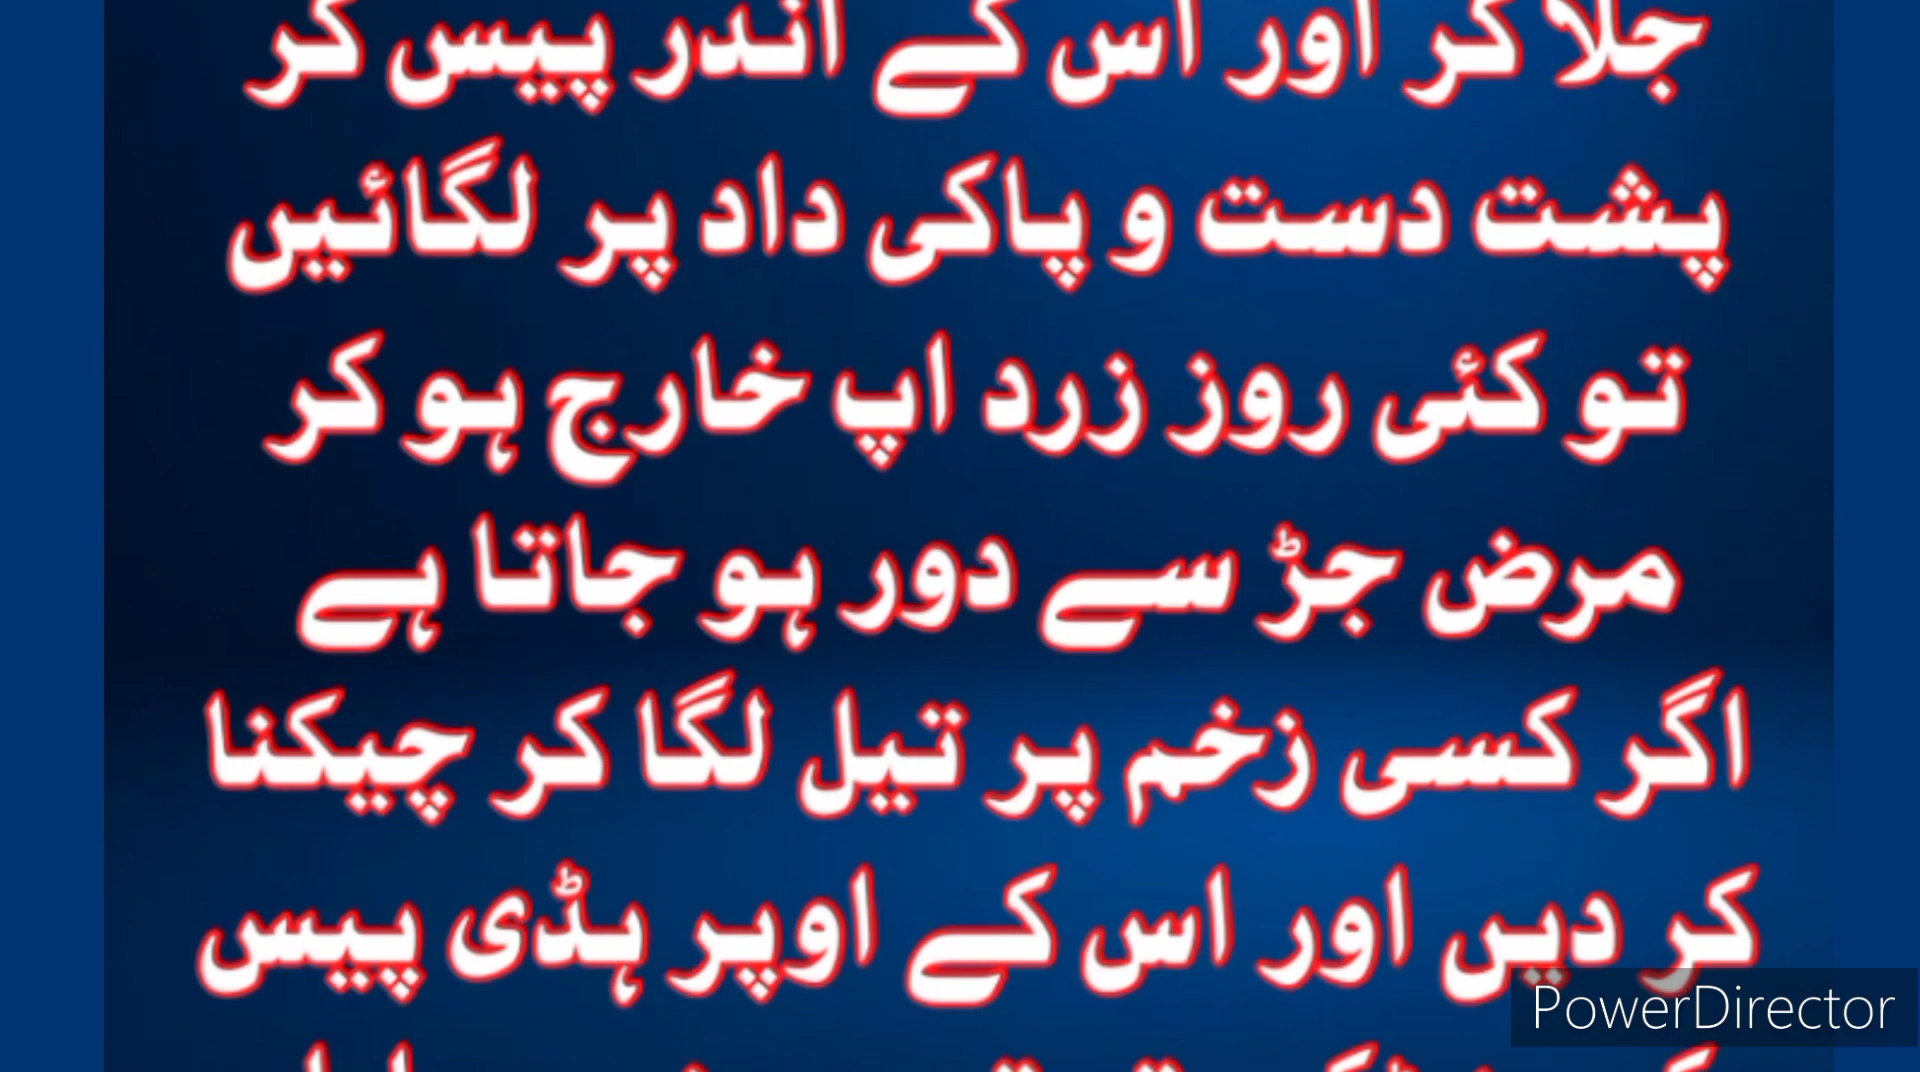 جلا کر اور اس کے اندر پیس کر
پشت دست و پاکی داد پر لگائیں
تو کئی روز زرد اپ خارج ہو کر
مرض جڑ سے دور ہو جاتا ہے
اگر کسی زخم پر تیل لگا کر چیکنا
کر دیں اور اس کے اوپر ہڈی پیس
PowerDirector